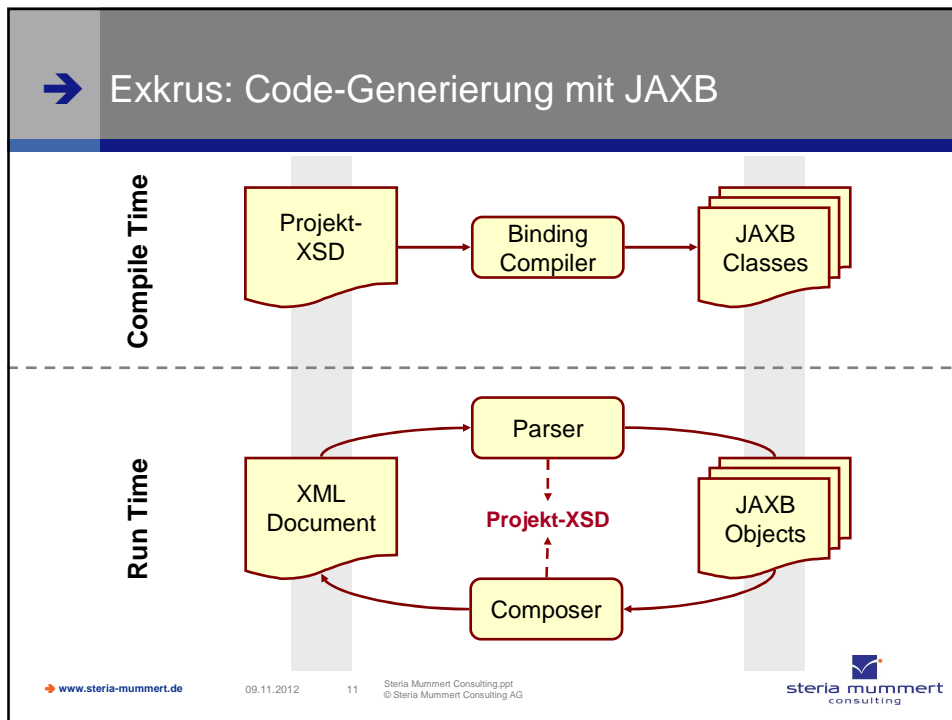 Exkrus: Code-Generierung mit JAXB
Compile Time
Projekt-
XSD
Binding
Compiler
JAXB
Classes
Run Time
Parser
XML
Document
Projekt-XSD
JAXB
Objects
Composer
www.steria-mummert.de
09.11.2012
11
Steria Mummert Consulting.ppt
© Steria Mummert Consulting AG
steria mummert
consulting